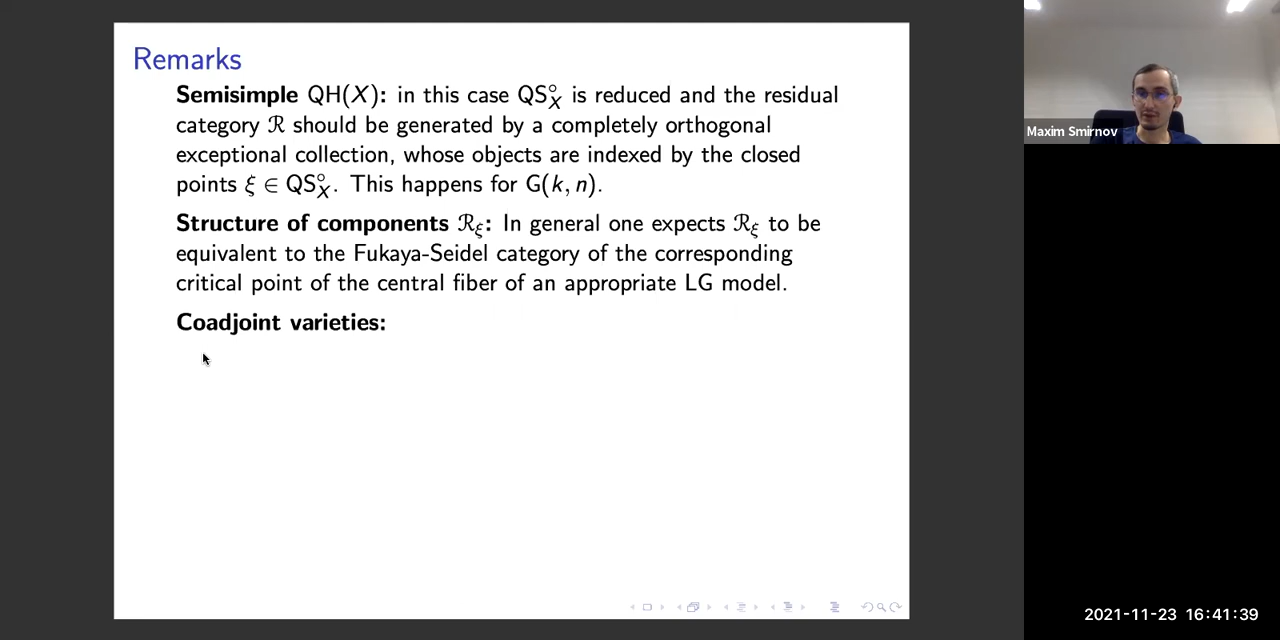 Remarks
Semisimple QH(X): in this case QS°_X is reduced and the residual
category ℛ should be generated by a completely orthogonal
exceptional collection, whose objects are indexed by the closed
points ξ ∈ QS°_X. This happens for G(k, n).
Structure of components ℛ_ξ: In general one expects ℛ_ξ to be
equivalent to the Fukaya-Seidel category of the corresponding
critical point of the central fiber of an appropriate LG model.
Coadjoint varieties:
Maxim Smirnov
2021-11-23 16:41:39